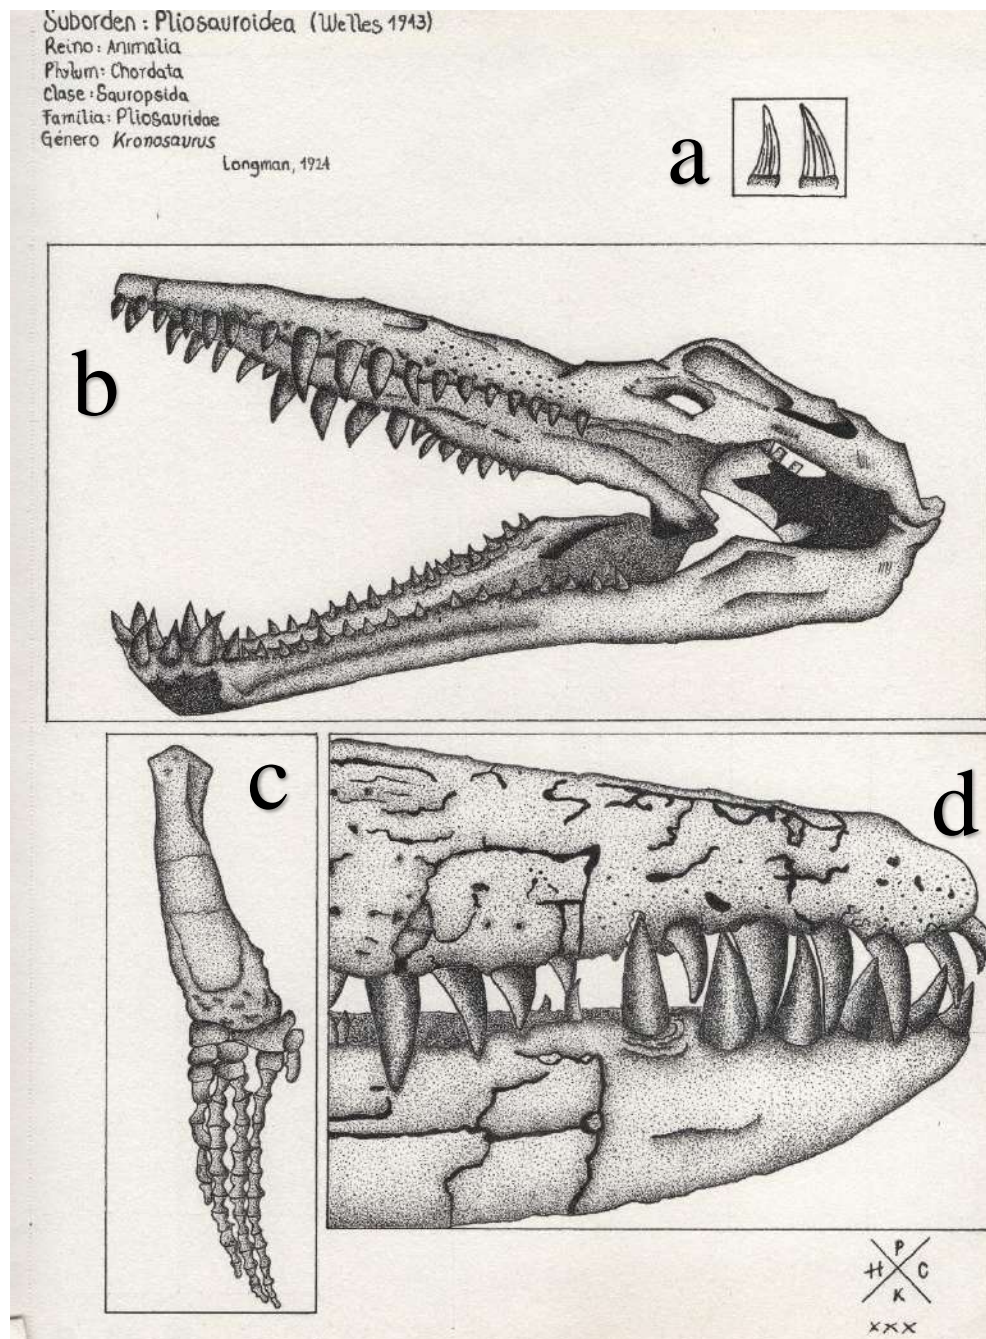 Suborden: Pliosauroidea (Welles 1943)
Reino: Animalia
Phylum: Chordata
Clase: Sauropsida
Familia: Pliosauridae
Género Kronosaurus
Longman, 1924
a
b
c
d
P
H C
K
xxx